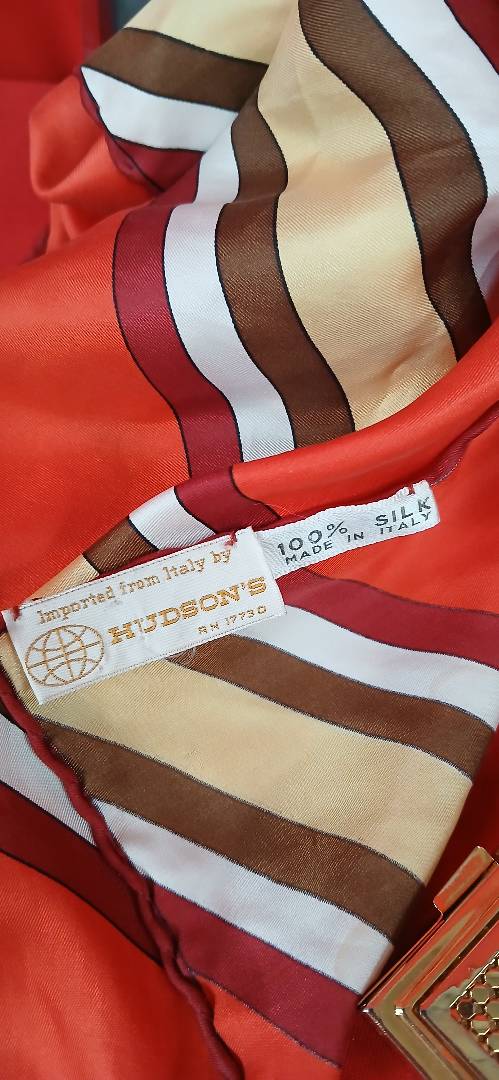 Imported from Italy by
HUDSON'S
RN 17730
100% SILK
MADE IN ITALY